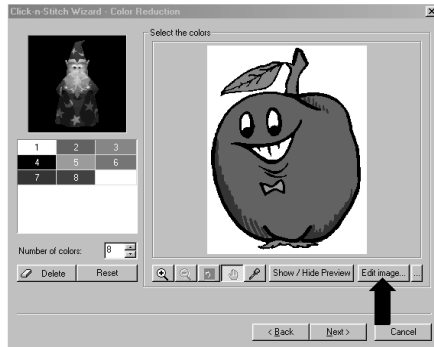 Click-n-Stitch Wizard - Color Reduction
Select the colors
1 2 3
4 5 6
7 8
Number of colors: 8
Delete Reset
Show / Hide Preview Edit image... ...
< Back Next > Cancel